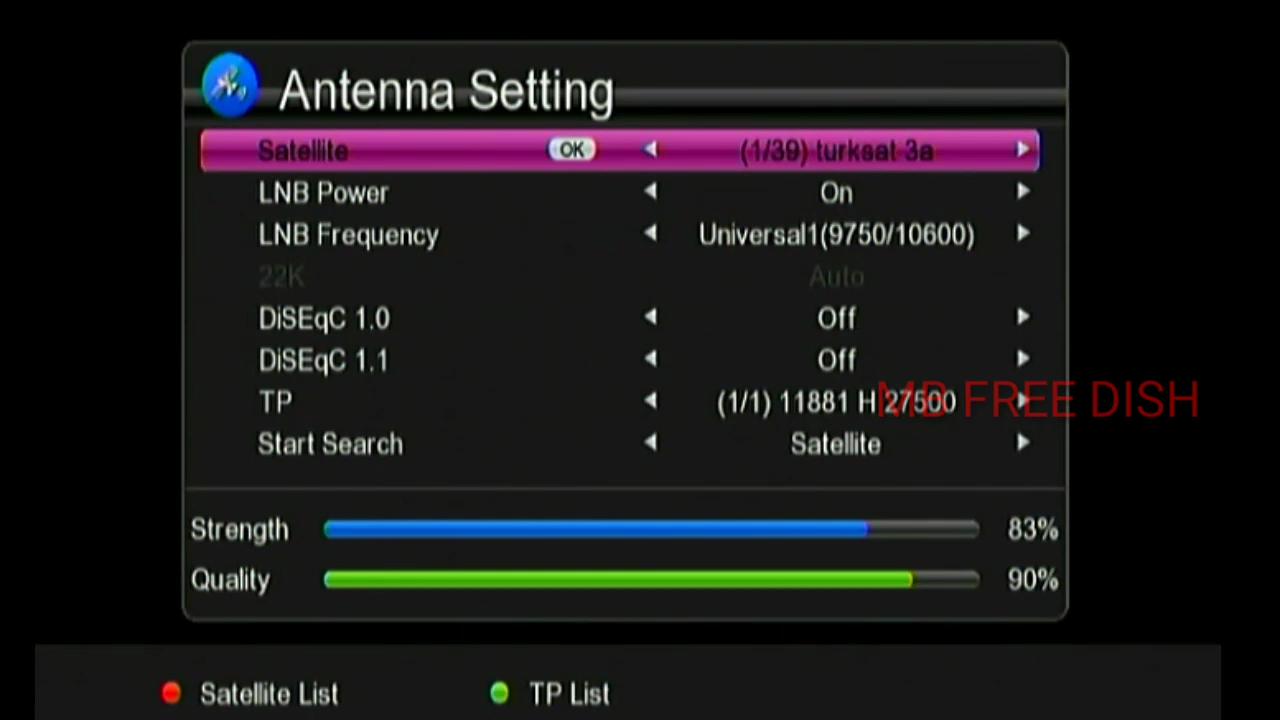 Antenna Setting
Satellite OK (1/39) turksat 3a
LNB Power On
LNB Frequency Universal1(9750/10600)
22K Auto
DiSEqC 1.0 Off
DiSEqC 1.1 Off
TP (1/1) 11881 H 27500
MD FREE DISH
Start Search Satellite
Strength 83%
Quality 90%
Satellite List TP List